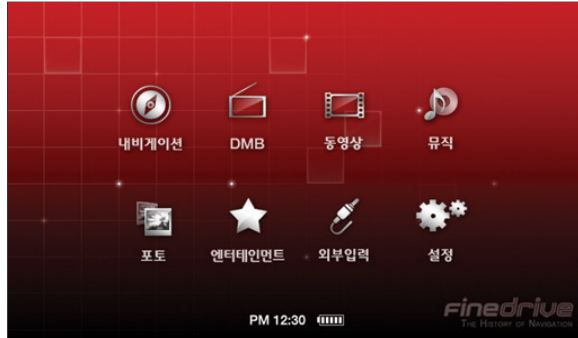 내비게이션 DMB 동영상 뮤직
포토 엔터테인먼트 외부입력 설정
PM 12:30
Finedrive
THE HISTORY OF NAVIGATION